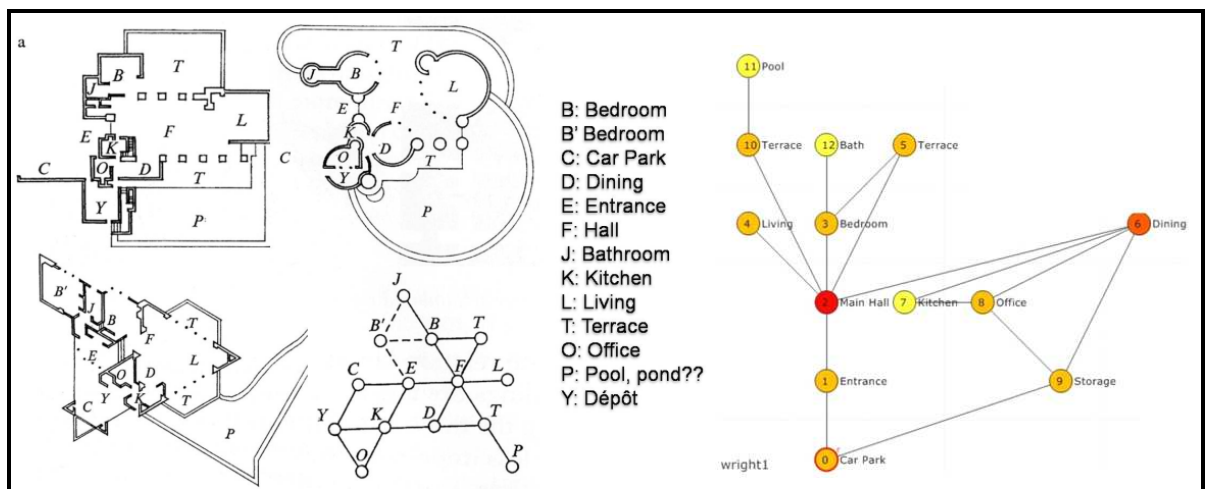 a
B
T
J
L
E
F
K
C
O
D
T
Y
P
T
J
B
L
E
F
K
C
O
D
T
Y
P
B: Bedroom
B' Bedroom
C: Car Park
D: Dining
E: Entrance
F: Hall
J: Bathroom
K: Kitchen
L: Living
T: Terrace
O: Office
P: Pool, pond??
Y: Dépôt
B'
J
B
T
F
E
L
O
D
Y
K
T
C
P
J
B'
B
T
C
E
F
L
Y
K
D
T
O
P
11 Pool
10 Terrace
12 Bath
5 Terrace
4 Living
3 Bedroom
6 Dining
2 Main Hall
7 Kitchen
8 Office
1 Entrance
9 Storage
0 Car Park
wright1